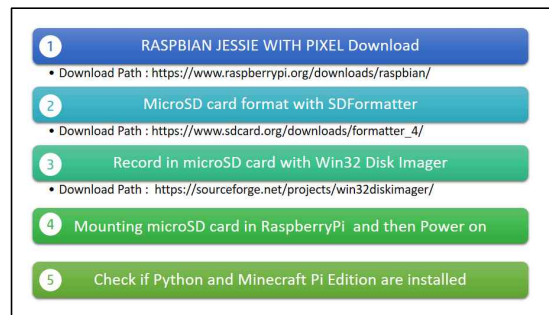 1 RASPBIAN JESSIE WITH PIXEL Download
• Download Path : https://www.raspberrypi.org/downloads/raspbian/
2 MicroSD card format with SDFormatter
• Download Path : https://www.sdcard.org/downloads/formatter_4/
3 Record in microSD card with Win32 Disk Imager
• Download Path : https://sourceforge.net/projects/win32diskimager/
4 Mounting microSD card in RaspberryPi and then Power on
5 Check if Python and Minecraft Pi Edition are installed